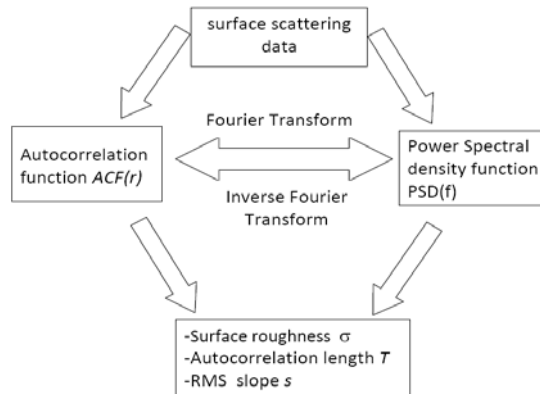 surface scattering
data
Fourier Transform
Autocorrelation
function ACF(r)
Power Spectral
density function
PSD(f)
Inverse Fourier
Transform
-Surface roughness σ
-Autocorrelation length T
-RMS slope s